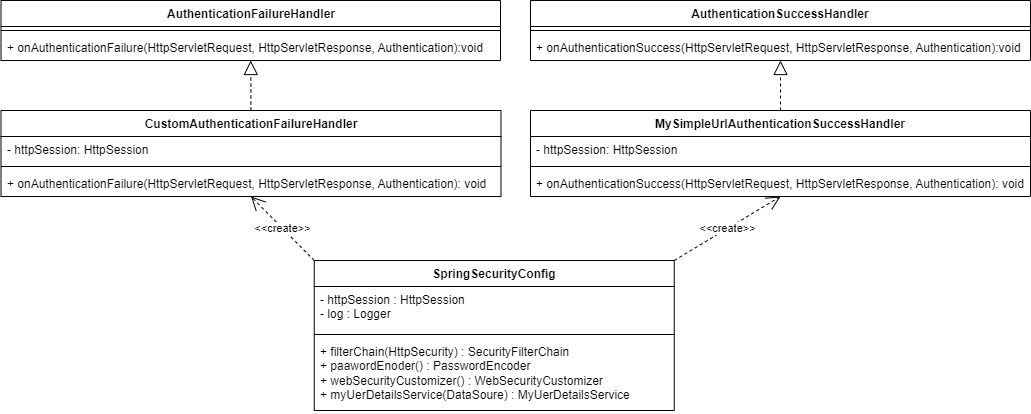 AuthenticationFailureHandler
+ onAuthenticationFailure(HttpServletRequest, HttpServletResponse, Authentication):void
AuthenticationSuccessHandler
+ onAuthenticationSuccess(HttpServletRequest, HttpServletResponse, Authentication):void
CustomAuthenticationFailureHandler
- httpSession: HttpSession
+ onAuthenticationFailure(HttpServletRequest, HttpServletResponse, Authentication): void
MySimpleUrlAuthenticationSuccessHandler
- httpSession: HttpSession
+ onAuthenticationSuccess(HttpServletRequest, HttpServletResponse, Authentication): void
<<create>>
<<create>>
SpringSecurityConfig
- httpSession : HttpSession
- log : Logger
+ filterChain(HttpSecurity) : SecurityFilterChain
+ paawordEnoder() : PasswordEncoder
+ webSecurityCustomizer() : WebSecurityCustomizer
+ myUerDetailsService(DataSoure) : MyUerDetailsService